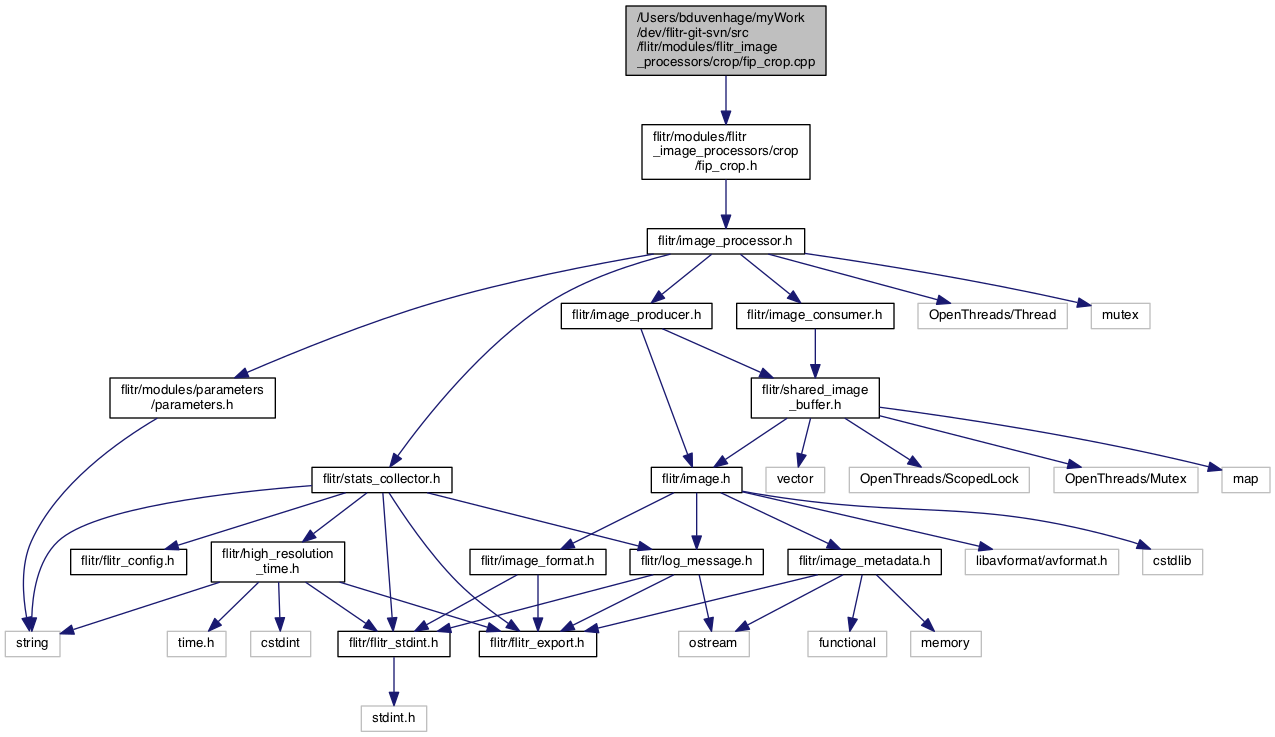 /Users/bduvenhage/myWork
/dev/flitr-git-svn/src
/flitr/modules/flitr_image
_processors/crop/fip_crop.cpp
flitr/modules/flitr
_image_processors/crop
/fip_crop.h
flitr/image_processor.h
flitr/image_producer.h
flitr/image_consumer.h
OpenThreads/Thread
mutex
flitr/modules/parameters
/parameters.h
flitr/shared_image
_buffer.h
flitr/stats_collector.h
flitr/image.h
vector
OpenThreads/ScopedLock
OpenThreads/Mutex
map
flitr/flitr_config.h
flitr/high_resolution
_time.h
flitr/image_format.h
flitr/log_message.h
flitr/image_metadata.h
libavformat/avformat.h
cstdlib
string
time.h
cstdint
flitr/flitr_stdint.h
flitr/flitr_export.h
ostream
functional
memory
stdint.h